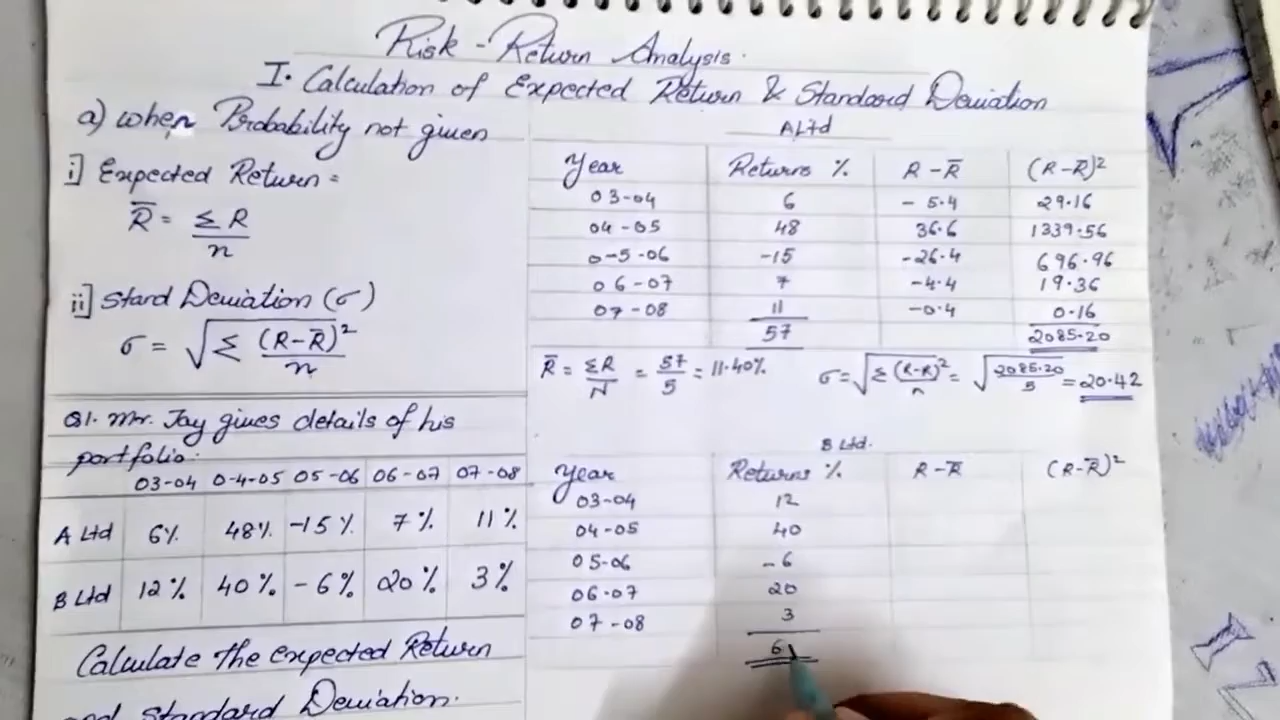 Risk - Return Analysis.
I. Calculation of Expected Return & Standard Deviation
a) when Probability not given
i] Expected Return =
R̅ = ΣR / n
ii] Stard Deviation (σ)
σ = √Σ (R-R̅)² / n
Q1. Mr. Jay gives details of his
portfolio.
03-04 0-4-05 05-06 06-07 07-08
A Ltd 6% 48% -15% 7% 11%
B Ltd 12% 40% -6% 20% 3%
Calculate the expected Return
and Standard Deviation.
A Ltd
Year Returns % R-R̅ (R-R̅)²
03-04 6 -5.4 29.16
04-05 48 36.6 1339.56
0-5-06 -15 -26.4 696.96
06-07 7 -4.4 19.36
07-08 11 -0.4 0.16
57 2085.20
R̅ = ΣR / N = 57 / 5 = 11.40% σ = √Σ (R-R̅)² / n = √2085.20 / 5 = 20.42
B Ltd.
Year Returns % R-R̅ (R-R̅)²
03-04 12
04-05 40
05-06 -6
06-07 20
07-08 3
6